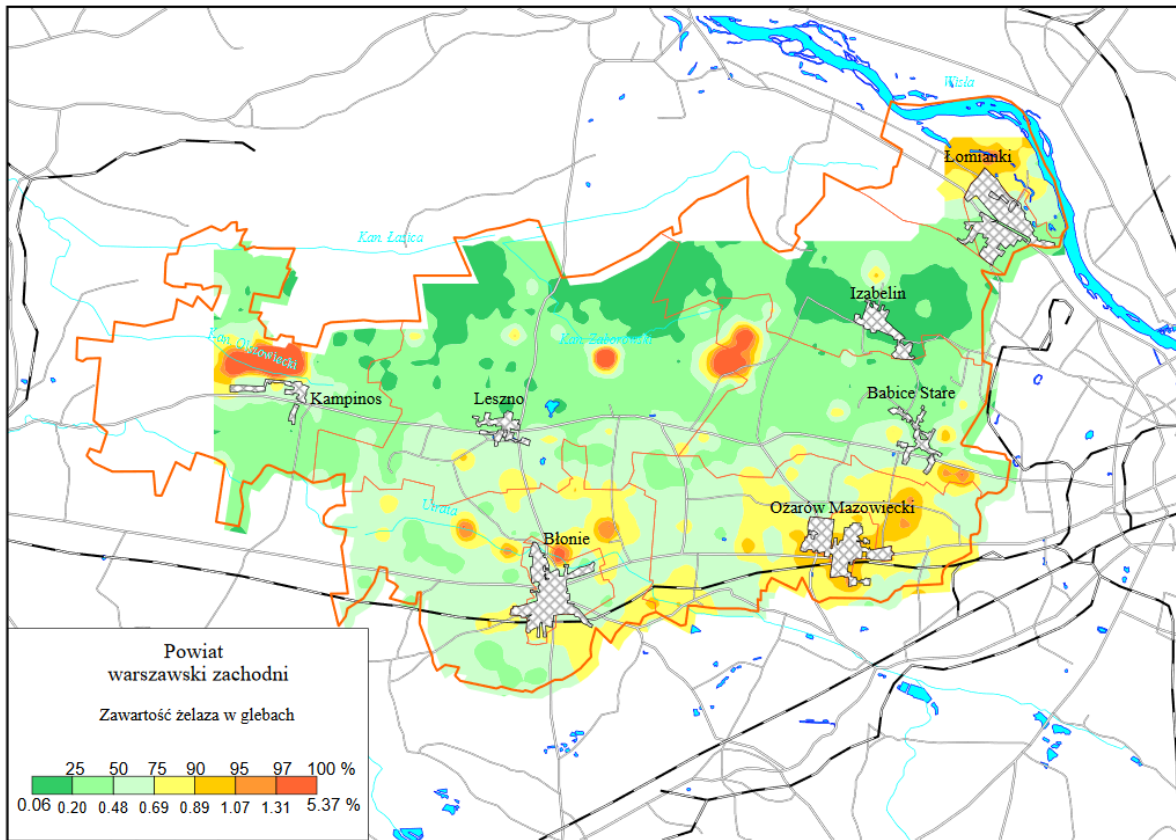 Wisła
Łomianki
Kan. Łasica
Izabelin
Kan. Zaborowski
Kan. Olszowiecki
Kampinos
Leszno
Babice Stare
Utrata
Ożarów Mazowiecki
Błonie
Powiat
warszawski zachodni
Zawartość żelaza w glebach
25 50 75 90 95 97 100 %
0.06 0.20 0.48 0.69 0.89 1.07 1.31 5.37 %